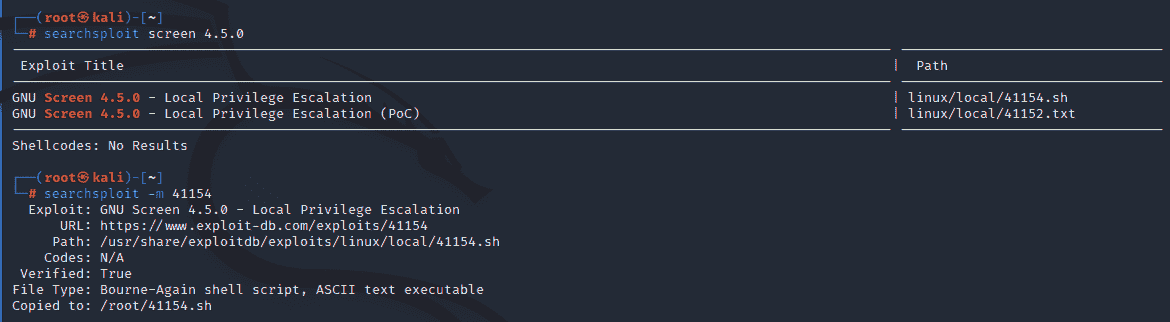 ┌──(root㉿kali)-[~]
└─# searchsploit screen 4.5.0
Exploit Title | Path
GNU Screen 4.5.0 - Local Privilege Escalation | linux/local/41154.sh
GNU Screen 4.5.0 - Local Privilege Escalation (PoC) | linux/local/41152.txt
Shellcodes: No Results
┌──(root㉿kali)-[~]
└─# searchsploit -m 41154
Exploit: GNU Screen 4.5.0 - Local Privilege Escalation
URL: https://www.exploit-db.com/exploits/41154
Path: /usr/share/exploitdb/exploits/linux/local/41154.sh
Codes: N/A
Verified: True
File Type: Bourne-Again shell script, ASCII text executable
Copied to: /root/41154.sh